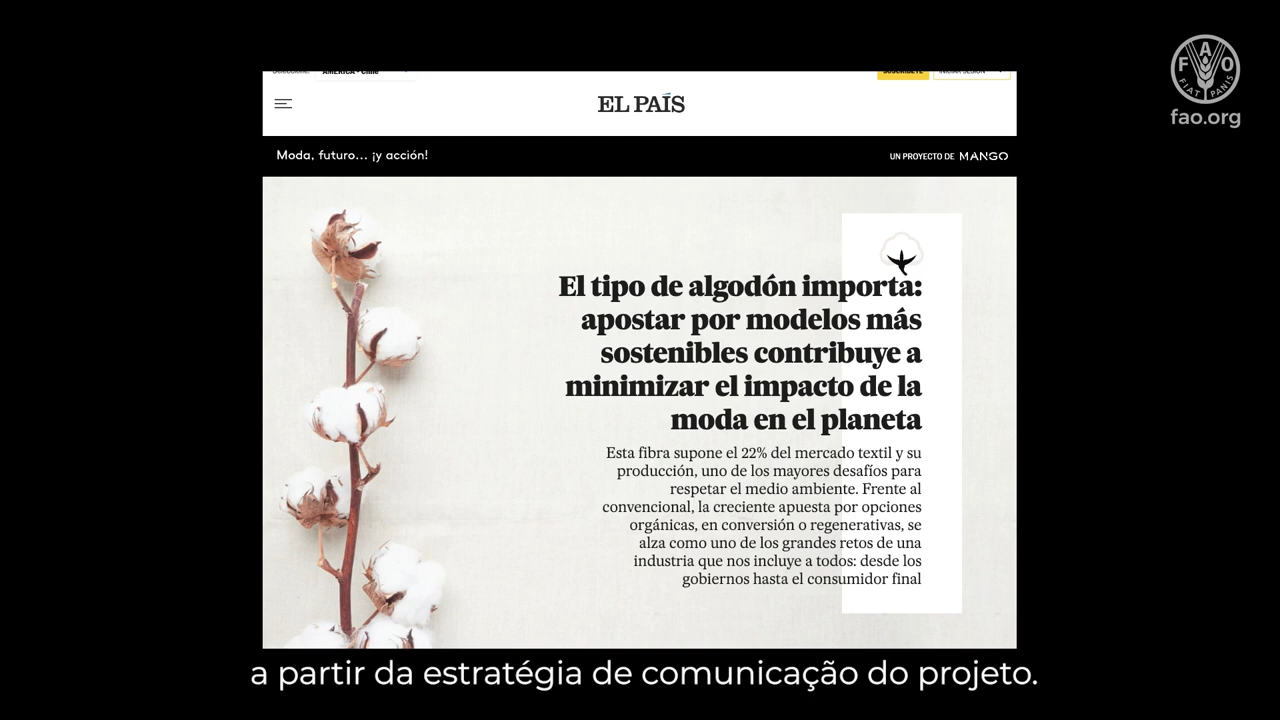 AMÉRICA - Chile
SUSCRÍBETE
INICIAR SESIÓN
EL PAÍS
Moda, futuro... ¡y acción!
UN PROYECTO DE MANGO
El tipo de algodón importa:
apostar por modelos más
sostenibles contribuye a
minimizar el impacto de la
moda en el planeta
Esta fibra supone el 22% del mercado textil y su
producción, uno de los mayores desafíos para
respetar el medio ambiente. Frente al
convencional, la creciente apuesta por opciones
orgánicas, en conversión o regenerativas, se
alza como uno de los grandes retos de una
industria que nos incluye a todos: desde los
gobiernos hasta el consumidor final
FAO
FIAT PANIS
fao.org
a partir da estratégia de comunicação do projeto.